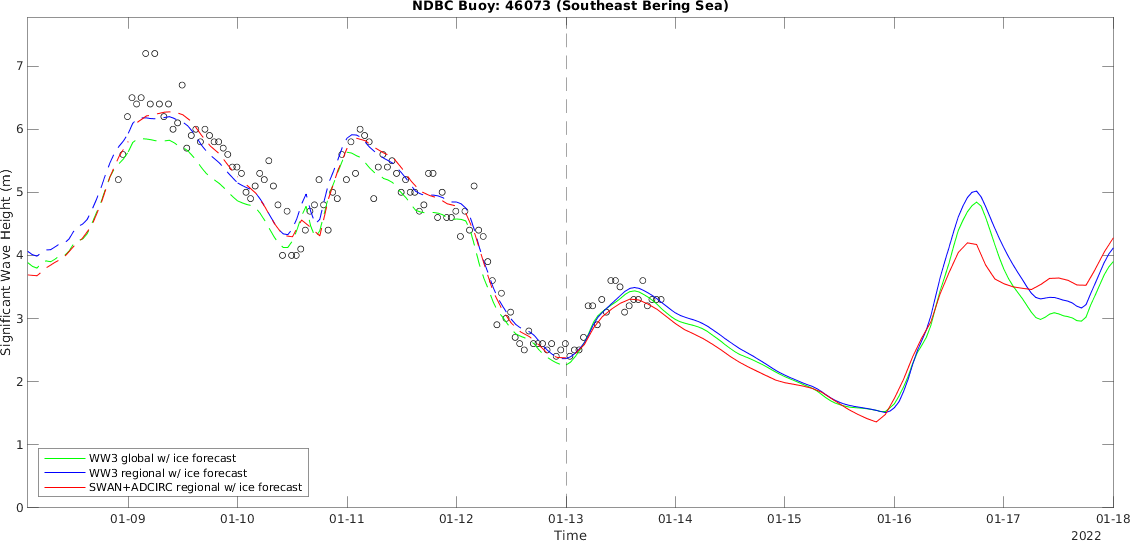 NDBC Buoy: 46073 (Southeast Bering Sea)
Significant Wave Height (m)
7
6
5
4
3
2
1
0
WW3 global w/ ice forecast
WW3 regional w/ ice forecast
SWAN+ADCIRC regional w/ ice forecast
01-09 01-10 01-11 01-12 01-13 01-14 01-15 01-16 01-17 01-18
Time
2022